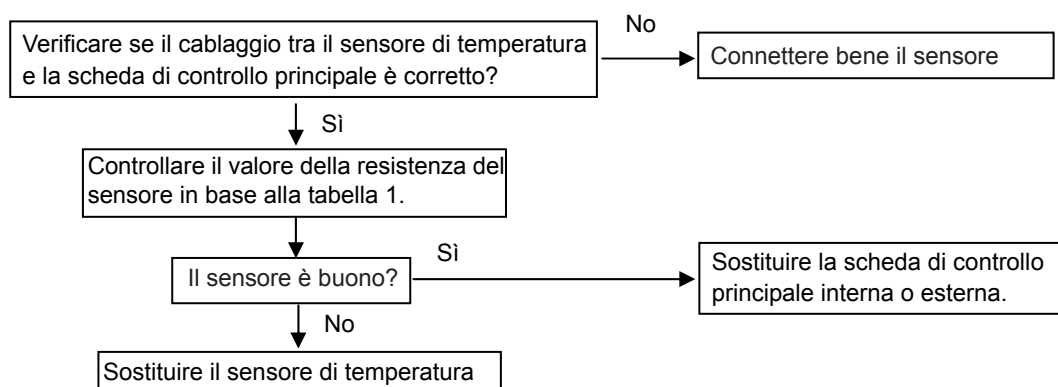 Verificare se il cablaggio tra il sensore di temperatura
e la scheda di controllo principale è corretto?
No
Connettere bene il sensore
Sì
Controllare il valore della resistenza del
sensore in base alla tabella 1.
Il sensore è buono?
Sì
Sostituire la scheda di controllo
principale interna o esterna.
No
Sostituire il sensore di temperatura